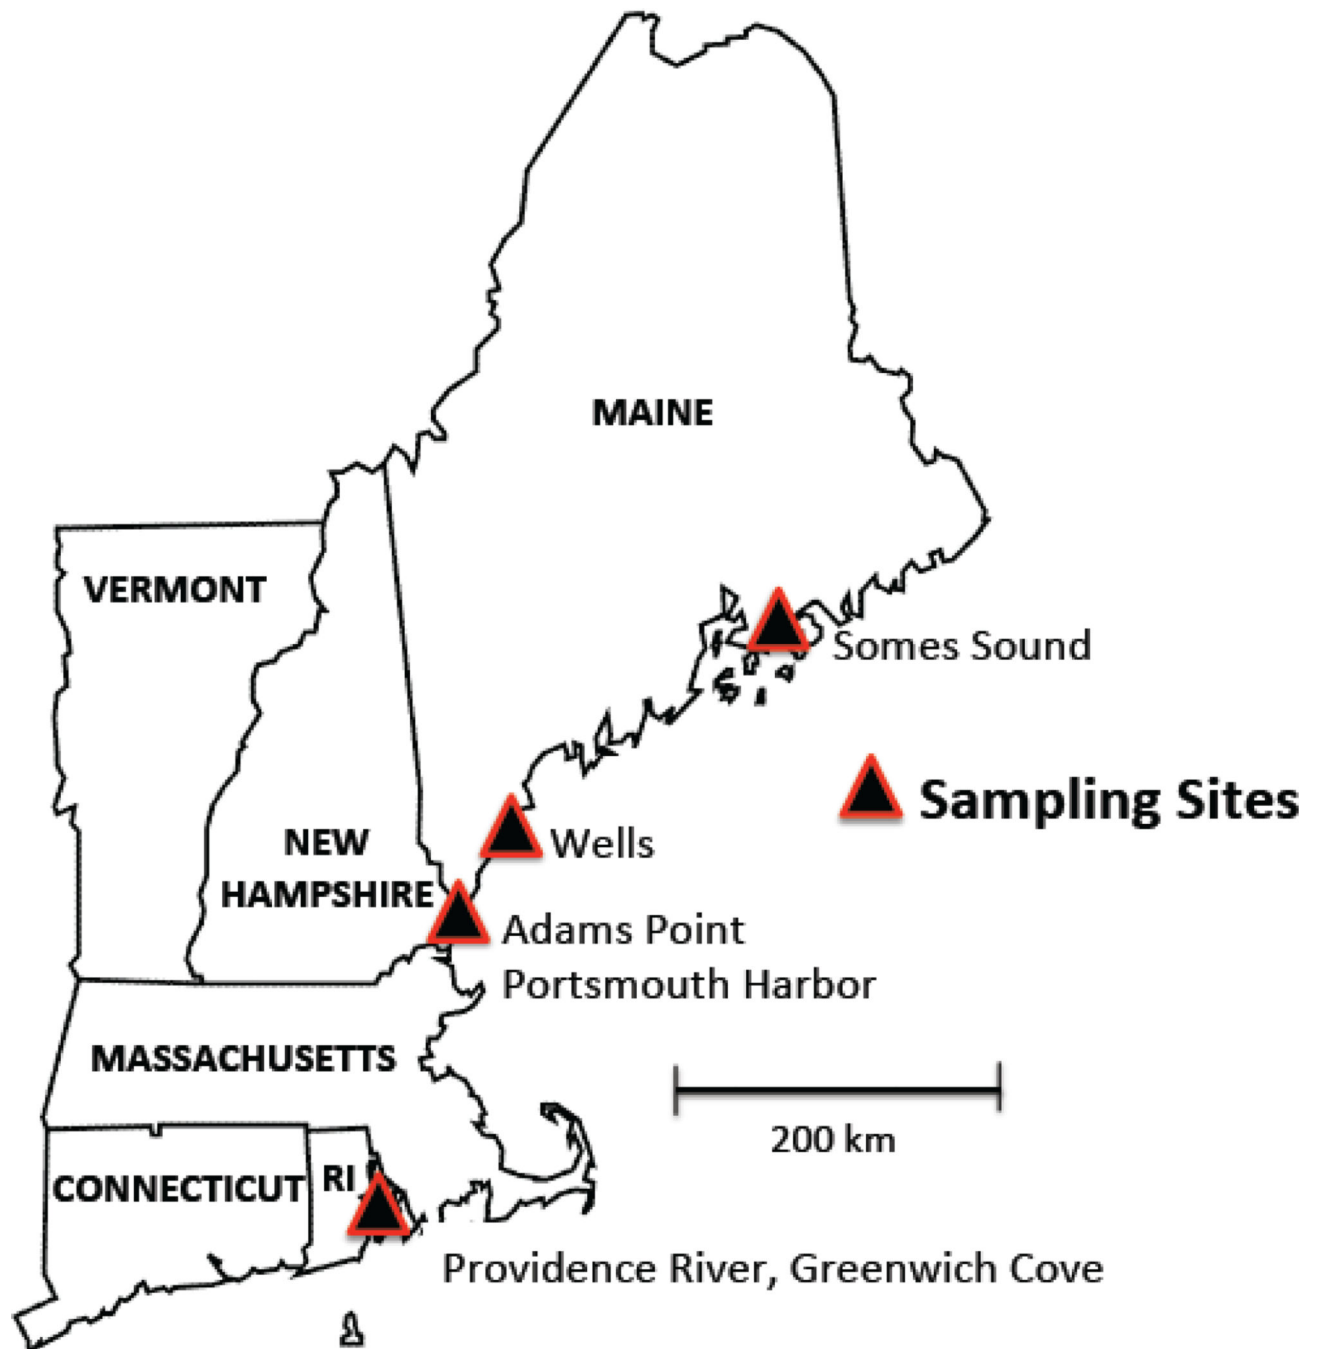 MAINE
VERMONT
Somes Sound
Sampling Sites
NEW
HAMPSHIRE
Wells
Adams Point
Portsmouth Harbor
MASSACHUSETTS
200 km
CONNECTICUT
RI
Providence River, Greenwich Cove